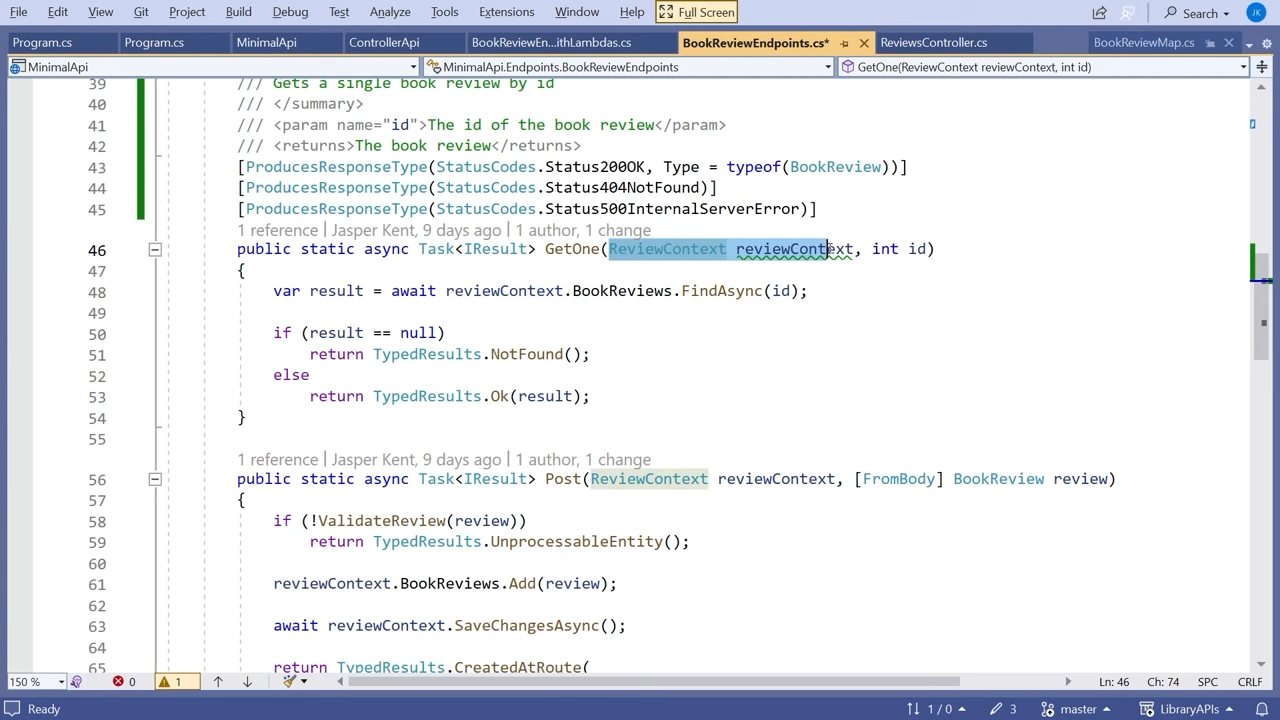 File Edit View Git Project Build Debug Test Analyze Tools Extensions Window Help Full Screen Search JK
Program.cs Program.cs MinimalApi ControllerApi BookReviewEn...ithLambdas.cs BookReviewEndpoints.cs* ReviewsController.cs BookReviewMap.cs
MinimalApi MinimalApi.Endpoints.BookReviewEndpoints GetOne(ReviewContext reviewContext, int id)
39 /// Gets a single book review by id
40 /// </summary>
41 /// <param name="id">The id of the book review</param>
42 /// <returns>The book review</returns>
43 [ProducesResponseType(StatusCodes.Status200OK, Type = typeof(BookReview))]
44 [ProducesResponseType(StatusCodes.Status404NotFound)]
45 [ProducesResponseType(StatusCodes.Status500InternalServerError)]
1 reference | Jasper Kent, 9 days ago | 1 author, 1 change
46 public static async Task<IResult> GetOne(ReviewContext reviewContext, int id)
47 {
48 var result = await reviewContext.BookReviews.FindAsync(id);
49
50 if (result == null)
51 return TypedResults.NotFound();
52 else
53 return TypedResults.Ok(result);
54 }
55
1 reference | Jasper Kent, 9 days ago | 1 author, 1 change
56 public static async Task<IResult> Post(ReviewContext reviewContext, [FromBody] BookReview review)
57 {
58 if (!ValidateReview(review))
59 return TypedResults.UnprocessableEntity();
60
61 reviewContext.BookReviews.Add(review);
62
63 await reviewContext.SaveChangesAsync();
64
65 return TypedResults.CreatedAtRoute(
150 % 0 1 Ln: 46 Ch: 74 SPC CRLF
Ready 1 / 0 3 master LibraryAPIs